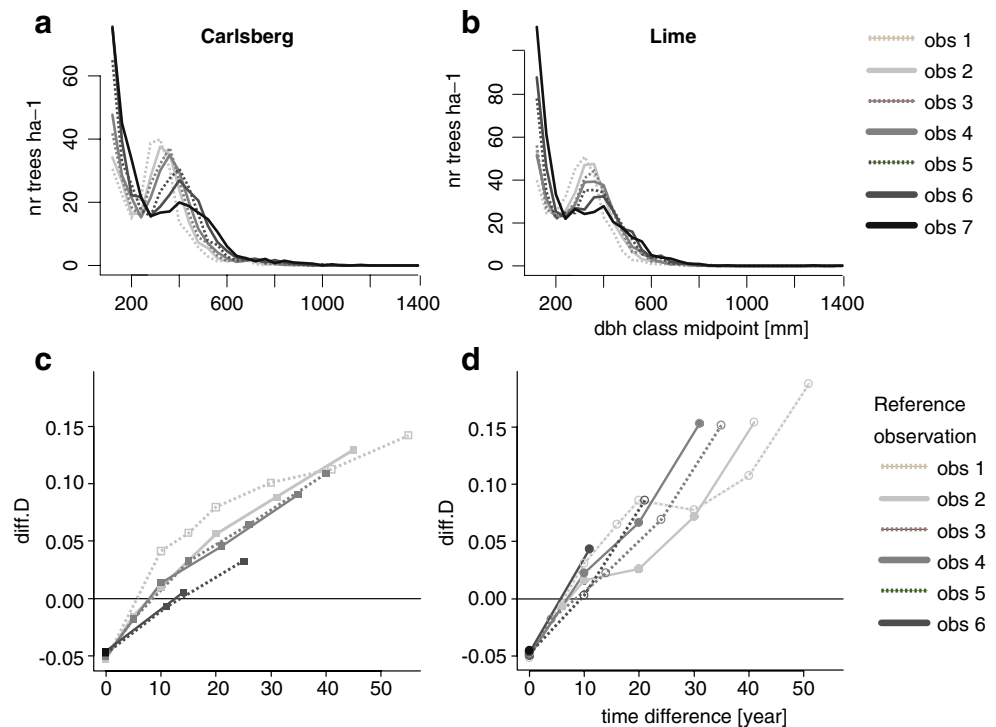 a
Carlsberg
nr trees ha−1
0
20
40
60
200
600
1000
1400
b
Lime
nr trees ha−1
0
20
40
60
80
200
600
1000
1400
dbh class midpoint [mm]
obs 1
obs 2
obs 3
obs 4
obs 5
obs 6
obs 7
c
diff.D
-0.05
0.00
0.05
0.10
0.15
0
10
20
30
40
50
d
diff.D
-0.05
0.00
0.05
0.10
0.15
0
10
20
30
40
50
time difference [year]
Reference
observation
obs 1
obs 2
obs 3
obs 4
obs 5
obs 6